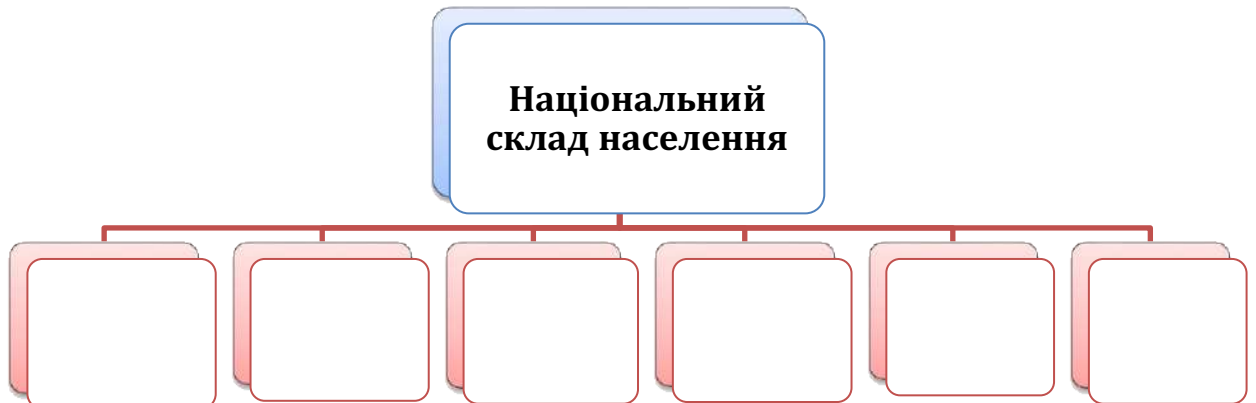 Національний
склад населення